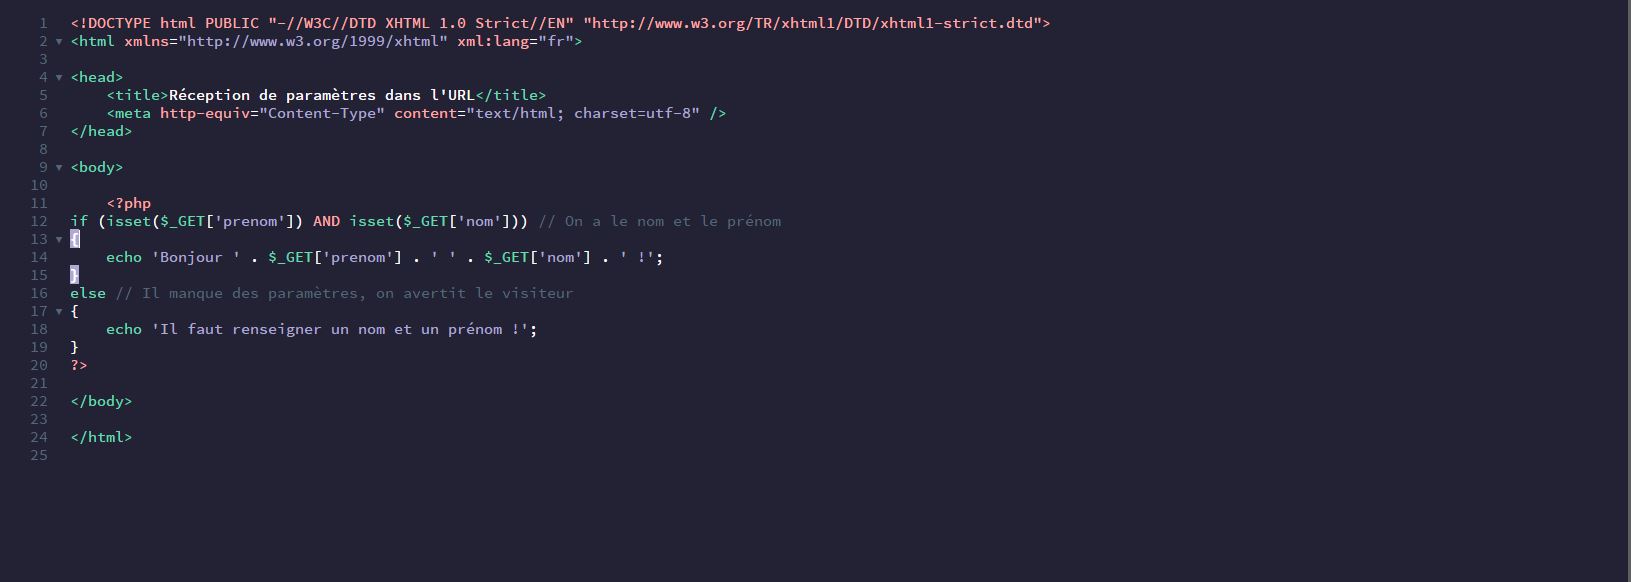 1 <!DOCTYPE html PUBLIC "-//W3C//DTD XHTML 1.0 Strict//EN" "http://www.w3.org/TR/xhtml1/DTD/xhtml1-strict.dtd">
2 <html xmlns="http://www.w3.org/1999/xhtml" xml:lang="fr">
3
4 <head>
5     <title>Réception de paramètres dans l'URL</title>
6     <meta http-equiv="Content-Type" content="text/html; charset=utf-8" />
7 </head>
8
9 <body>
10
11     <?php
12 if (isset($_GET['prenom']) AND isset($_GET['nom'])) // On a le nom et le prénom
13 {
14     echo 'Bonjour ' . $_GET['prenom'] . ' ' . $_GET['nom'] . ' !';
15 }
16 else // Il manque des paramètres, on avertit le visiteur
17 {
18     echo 'Il faut renseigner un nom et un prénom !';
19 }
20 ?>
21
22 </body>
23
24 </html>
25